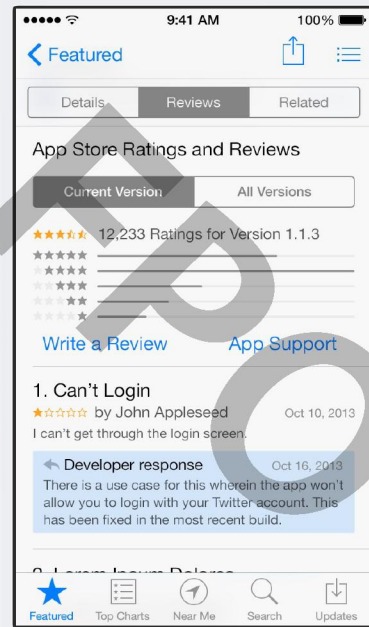 9:41 AM
100%
Featured
Details
Reviews
Related
App Store Ratings and Reviews
Current Version
All Versions
12,233 Ratings for Version 1.1.3
Write a Review
App Support
1. Can't Login
by John Appleseed
Oct 10, 2013
I can't get through the login screen.
Developer response
Oct 16, 2013
There is a use case for this wherein the app won't
allow you to login with your Twitter account. This
has been fixed in the most recent build.
2. Lorem Ipsum Dolores
Featured
Top Charts
Near Me
Search
Updates
FPO